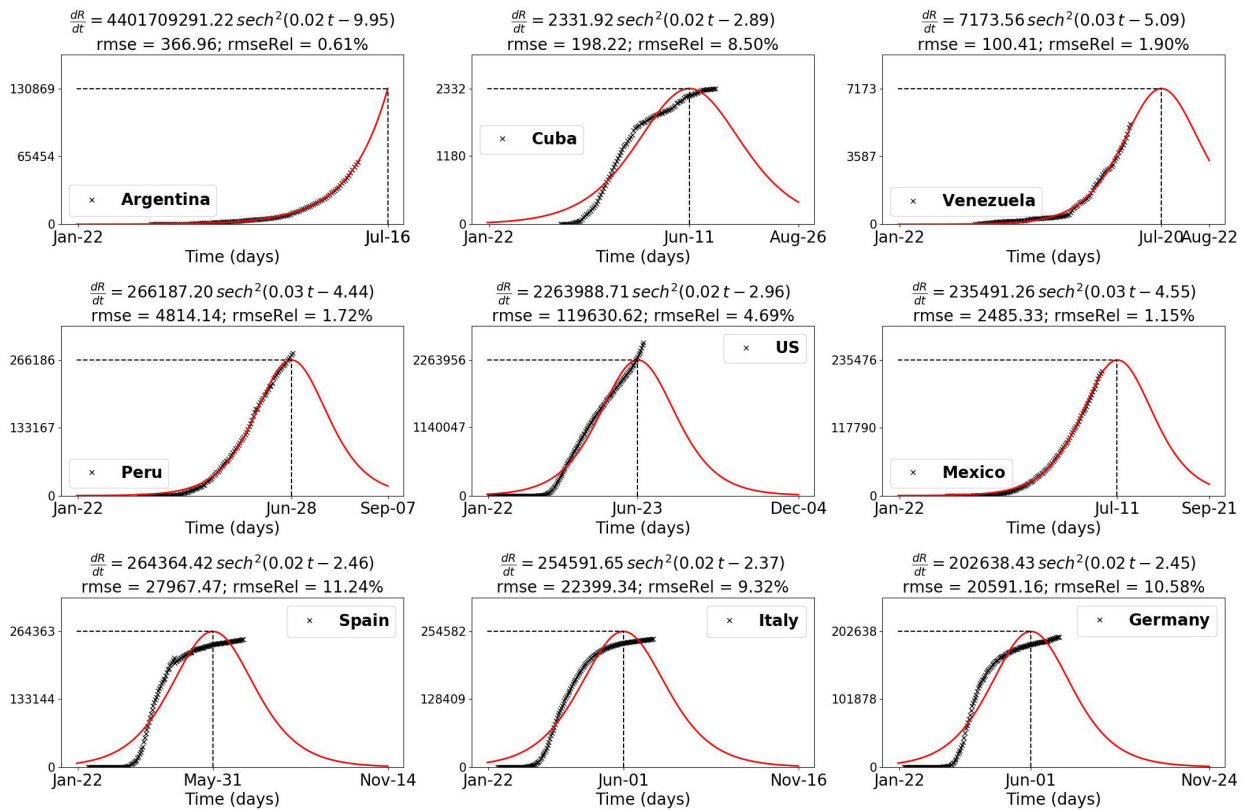 dR/dt = 4401709291.22 sech²(0.02 t − 9.95)
rmse = 366.96; rmseRel = 0.61%
130869
65454
0
Argentina
Jan-22
Jul-16
Time (days)
dR/dt = 2331.92 sech²(0.02 t − 2.89)
rmse = 198.22; rmseRel = 8.50%
2332
1180
0
Cuba
Jan-22
Jun-11
Aug-26
Time (days)
dR/dt = 7173.56 sech²(0.03 t − 5.09)
rmse = 100.41; rmseRel = 1.90%
7173
3587
0
Venezuela
Jan-22
Jul-20
Aug-22
Time (days)
dR/dt = 266187.20 sech²(0.03 t − 4.44)
rmse = 4814.14; rmseRel = 1.72%
266186
133167
0
Peru
Jan-22
Jun-28
Sep-07
Time (days)
dR/dt = 2263988.71 sech²(0.02 t − 2.96)
rmse = 119630.62; rmseRel = 4.69%
2263956
1140047
0
US
Jan-22
Jun-23
Dec-04
Time (days)
dR/dt = 235491.26 sech²(0.03 t − 4.55)
rmse = 2485.33; rmseRel = 1.15%
235476
117790
0
Mexico
Jan-22
Jul-11
Sep-21
Time (days)
dR/dt = 264364.42 sech²(0.02 t − 2.46)
rmse = 27967.47; rmseRel = 11.24%
264363
133144
0
Spain
Jan-22
May-31
Nov-14
Time (days)
dR/dt = 254591.65 sech²(0.02 t − 2.37)
rmse = 22399.34; rmseRel = 9.32%
254582
128409
0
Italy
Jan-22
Jun-01
Nov-16
Time (days)
dR/dt = 202638.43 sech²(0.02 t − 2.45)
rmse = 20591.16; rmseRel = 10.58%
202638
101878
0
Germany
Jan-22
Jun-01
Nov-24
Time (days)